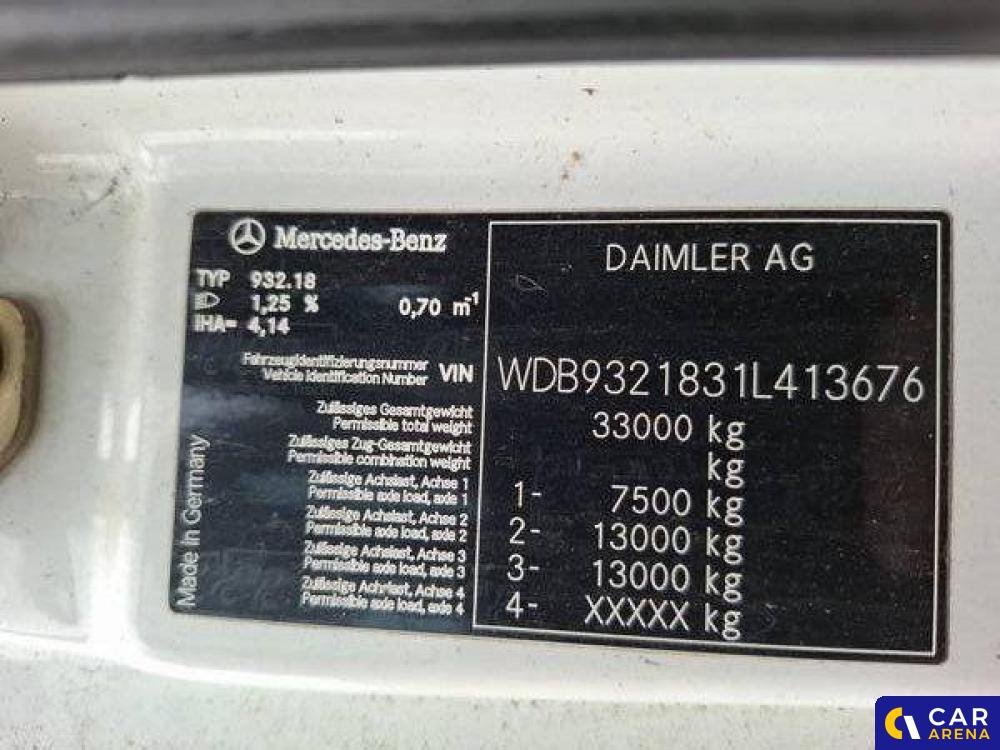 Mercedes-Benz
TYP 932.18
1,25 % 0,70 m-1
IHA= 4,14
Fahrzeugidentifizierungsnummer
Vehicle Identification Number VIN
Zulässiges Gesamtgewicht
Permissible total weight
Zulässiges Zug-Gesamtgewicht
Permissible combination weight
Zulässige Achslast, Achse 1
Permissible axle load, axle 1
Zulässige Achslast, Achse 2
Permissible axle load, axle 2
Zulässige Achslast, Achse 3
Permissible axle load, axle 3
Zulässige Achslast, Achse 4
Permissible axle load, axle 4
Made in Germany
DAIMLER AG
WDB9321831L413676
33000 kg
kg
1- 7500 kg
2- 13000 kg
3- 13000 kg
4- XXXXX kg
CAR
ARENA